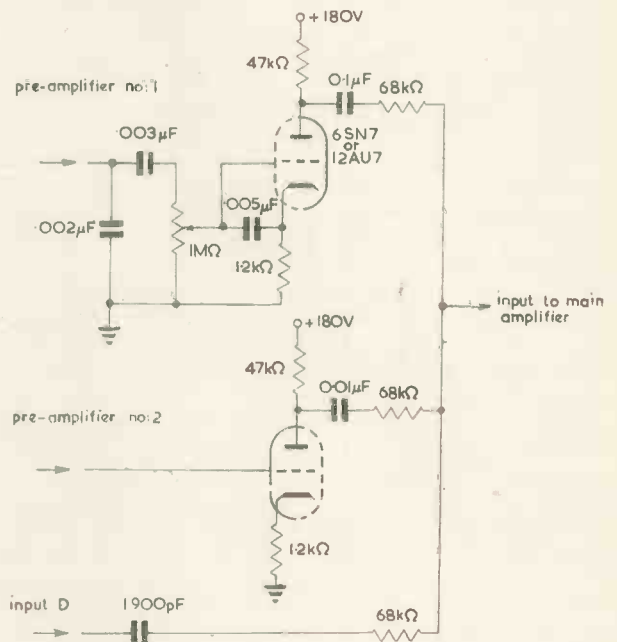 +180V
47kΩ
0·1μF
68kΩ
pre-amplifier no:1
6SN7
or
12AU7
·003μF
·005μF
·002μF
1MΩ
1·2kΩ
input to main
amplifier
+180V
47kΩ
0·01μF
68kΩ
pre-amplifier no:2
1·2kΩ
input D
1900pF
68kΩ